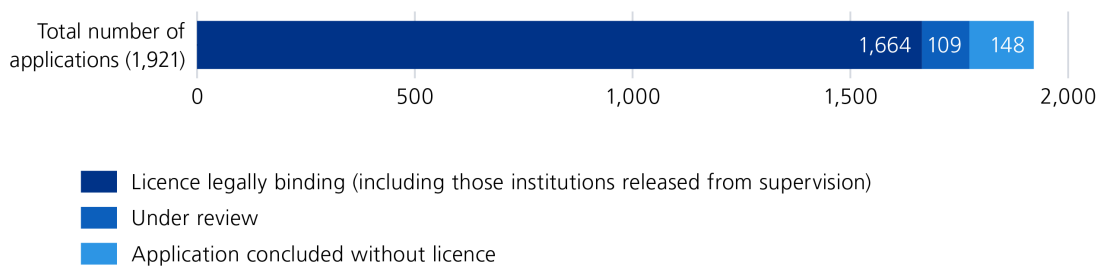 Total number of
applications (1,921)
1,664 109 148
0 500 1,000 1,500 2,000
Licence legally binding (including those institutions released from supervision)
Under review
Application concluded without licence